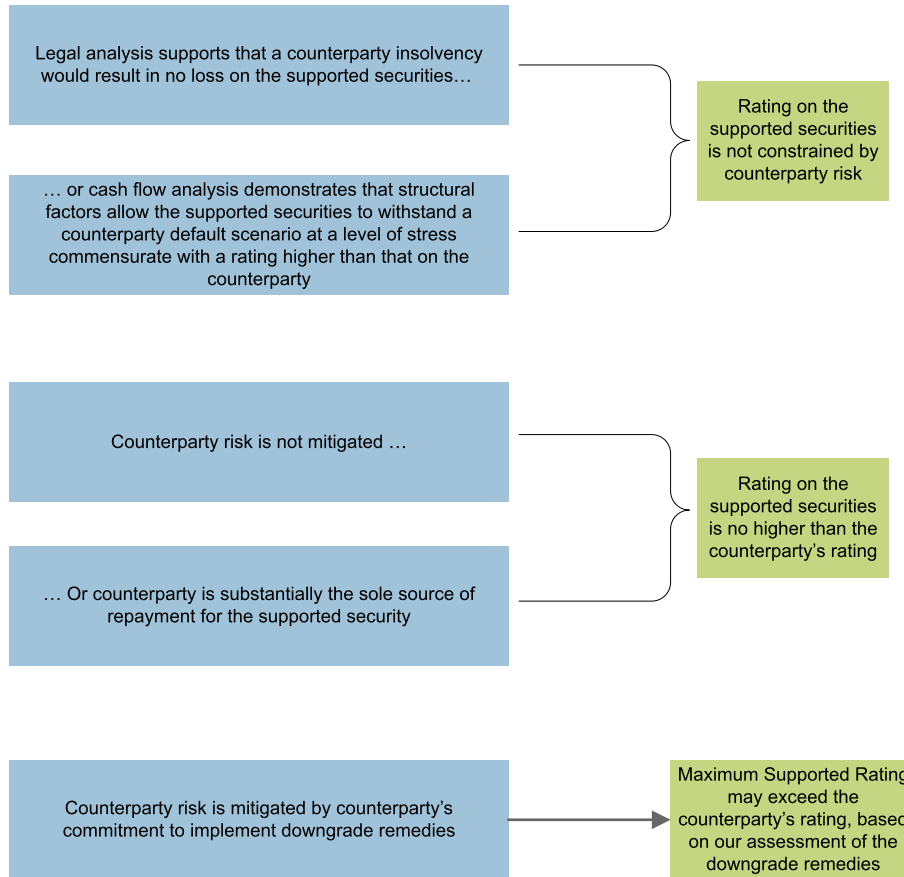 Legal analysis supports that a counterparty insolvency
would result in no loss on the supported securities…
… or cash flow analysis demonstrates that structural
factors allow the supported securities to withstand a
counterparty default scenario at a level of stress
commensurate with a rating higher than that on the
counterparty
Rating on the
supported securities
is not constrained by
counterparty risk
Counterparty risk is not mitigated …
… Or counterparty is substantially the sole source of
repayment for the supported security
Rating on the
supported securities
is no higher than the
counterparty’s rating
Counterparty risk is mitigated by counterparty’s
commitment to implement downgrade remedies
Maximum Supported Rating
may exceed the
counterparty’s rating, based
on our assessment of the
downgrade remedies